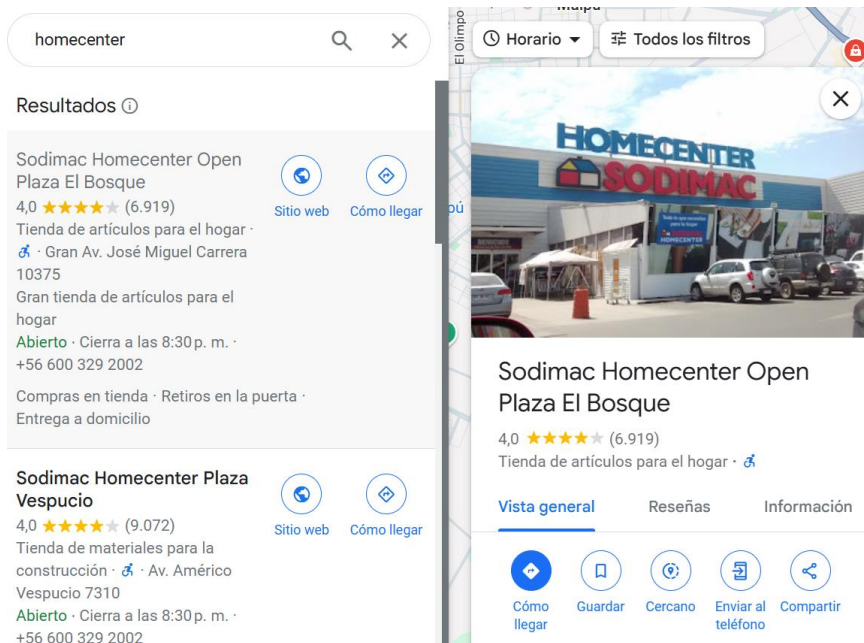 homecenter
Resultados
Sodimac Homecenter Open
Plaza El Bosque
4,0 (6.919)
Tienda de artículos para el hogar ·
· Gran Av. José Miguel Carrera
10375
Gran tienda de artículos para el
hogar
Abierto · Cierra a las 8:30 p. m. ·
+56 600 329 2002
Compras en tienda · Retiros en la puerta ·
Entrega a domicilio
Sitio web
Cómo llegar
Sodimac Homecenter Plaza
Vespucio
4,0 (9.072)
Tienda de materiales para la
construcción · · Av. Américo
Vespucio 7310
Abierto · Cierra a las 8:30 p. m. ·
+56 600 329 2002
Sitio web
Cómo llegar
Maipú
El Olimpo
Horario
Todos los filtros
pú
HOMECENTER
SODIMAC
HOMECENTER
Sodimac Homecenter Open
Plaza El Bosque
4,0 (6.919)
Tienda de artículos para el hogar ·
Vista general
Reseñas
Información
Cómo
llegar
Guardar
Cercano
Enviar al
teléfono
Compartir